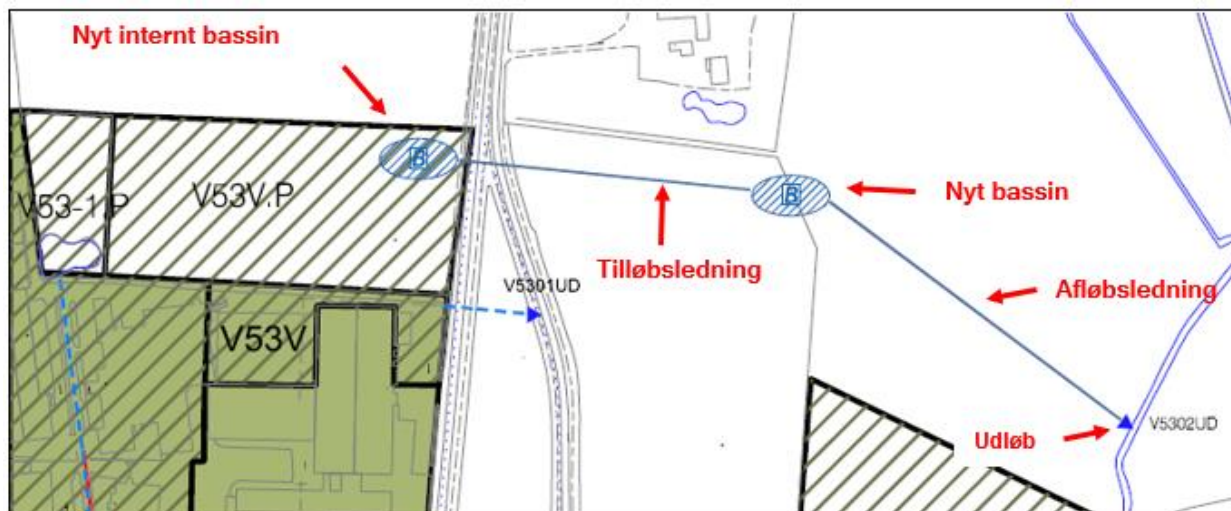 Nyt internt bassin
B
V53-1.P
V53V.P
B
Nyt bassin
Tilløbsledning
V5301UD
Afløbsledning
V53V
V5302UD
Udløb